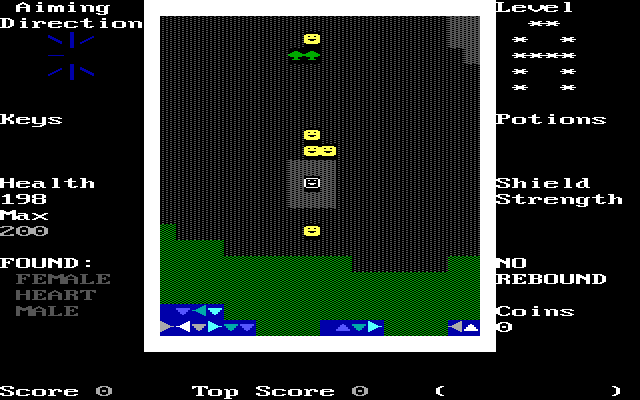 Aiming
Direction
Keys
Health
198
Max
200
FOUND:
FEMALE
HEART
MALE
Level
A
Potions
Shield
Strength
NO
REBOUND
Coins
0
Score 0 Top Score 0 ( )